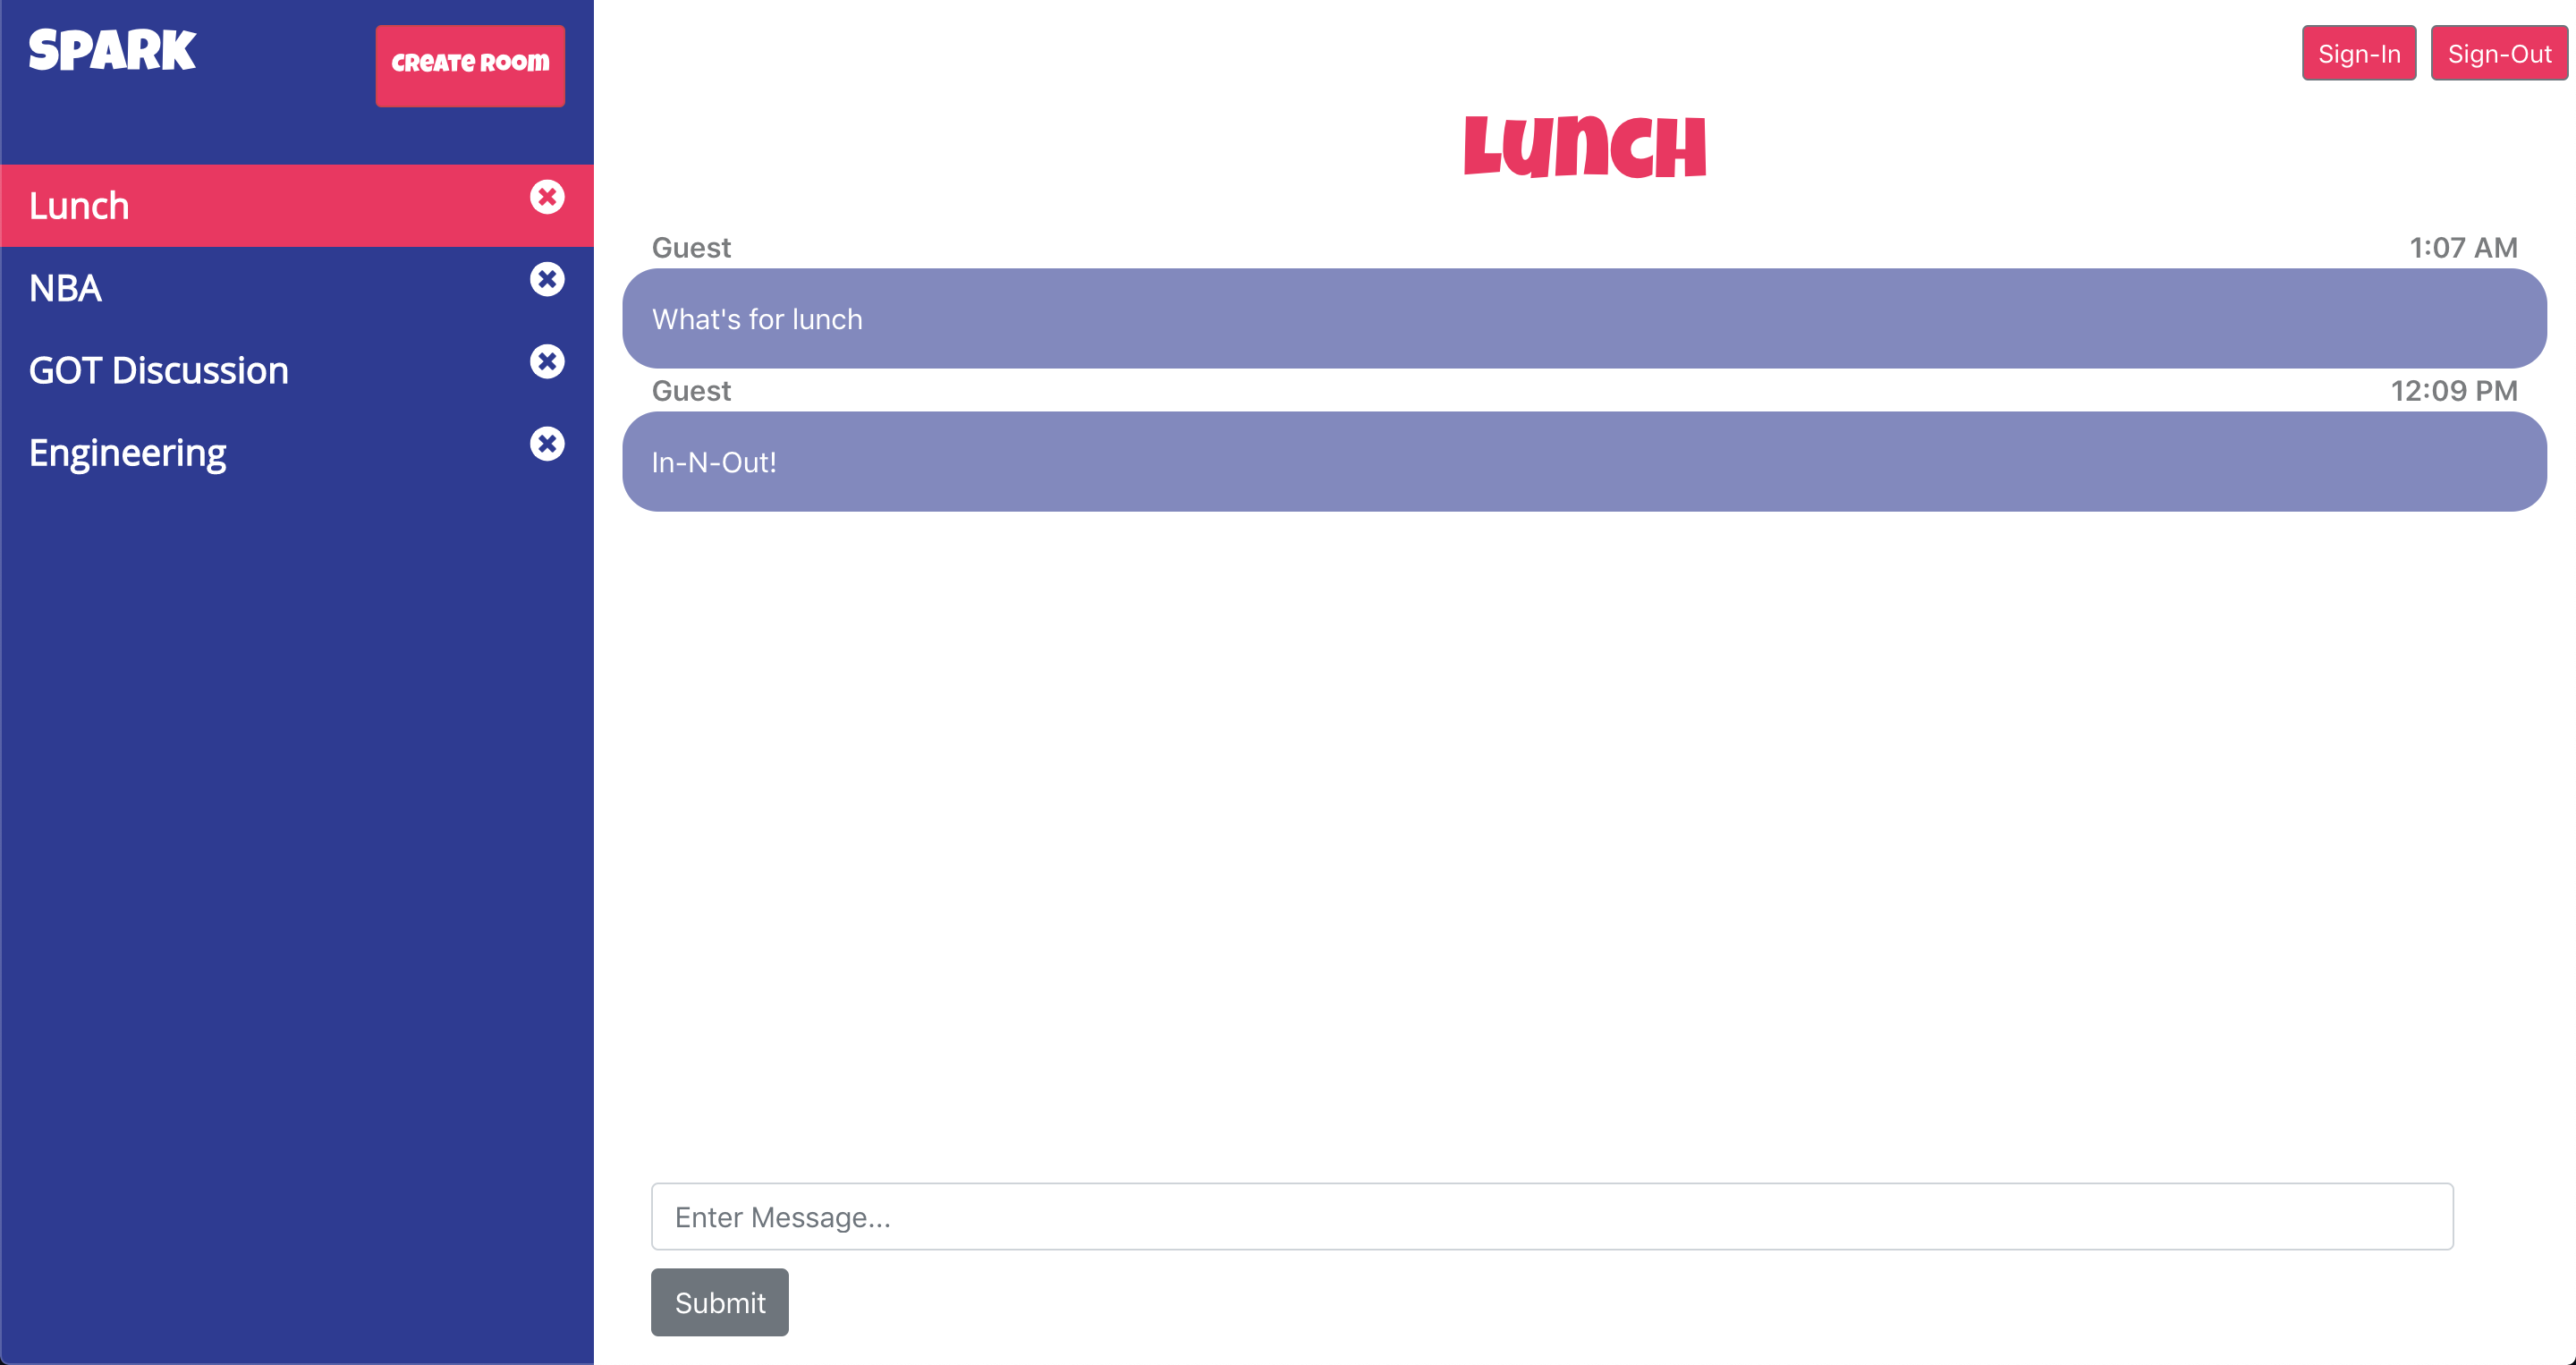 SPARK
CREATE ROOM
Lunch
NBA
GOT Discussion
Engineering
Sign-In
Sign-Out
LUNCH
Guest
1:07 AM
What's for lunch
Guest
12:09 PM
In-N-Out!
Enter Message...
Submit